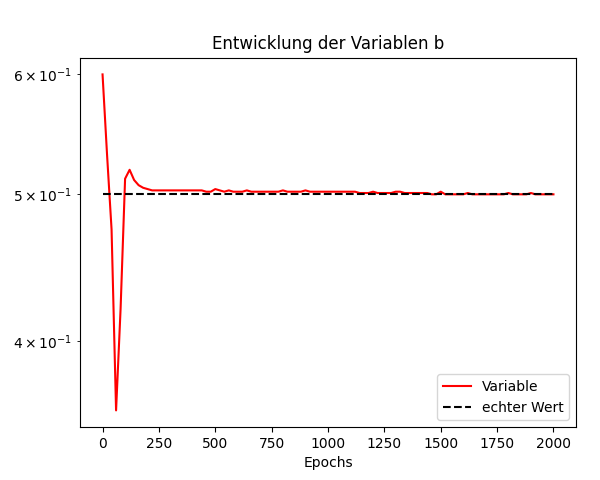 Entwicklung der Variablen b
6 × 10⁻¹
5 × 10⁻¹
4 × 10⁻¹
Variable
echter Wert
0 250 500 750 1000 1250 1500 1750 2000
Epochs